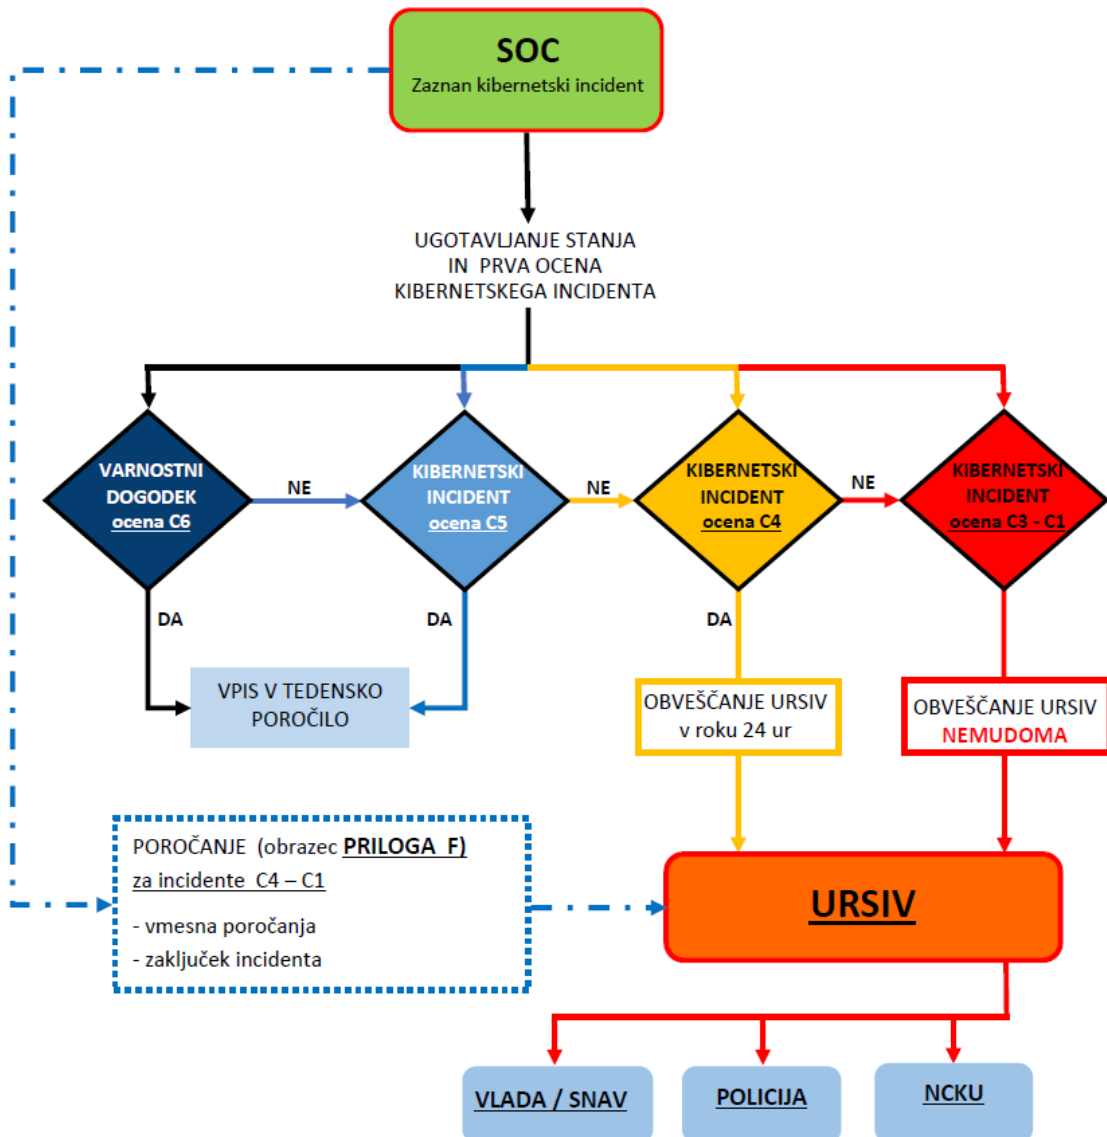 SOC
Zaznan kibernetski incident
UGOTAVLJANJE STANJA
IN PRVA OCENA
KIBERNETSKEGA INCIDENTA
VARNOSTNI
DOGODEK
ocena C6
NE
KIBERNETSKI
INCIDENT
ocena C5
NE
KIBERNETSKI
INCIDENT
ocena C4
NE
KIBERNETSKI
INCIDENT
ocena C3 - C1
DA
DA
DA
VPIS V TEDENSKO
POROČILO
OBVEŠČANJE URSIV
v roku 24 ur
OBVEŠČANJE URSIV
NEMUDOMA
POROČANJE (obrazec PRILOGA F)
za incidente C4 – C1
- vmesna poročanja
- zaključek incidenta
URSIV
VLADA / SNAV
POLICIJA
NCKU